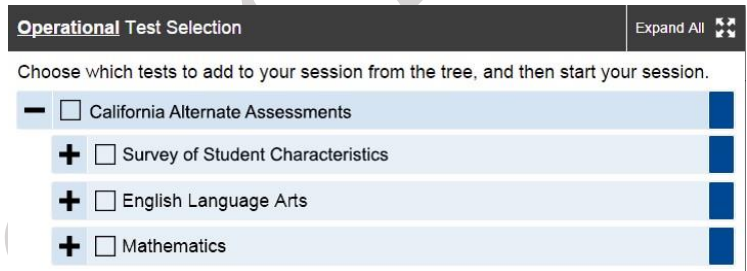 Operational Test Selection Expand All
Choose which tests to add to your session from the tree, and then start your session.
California Alternate Assessments
Survey of Student Characteristics
English Language Arts
Mathematics